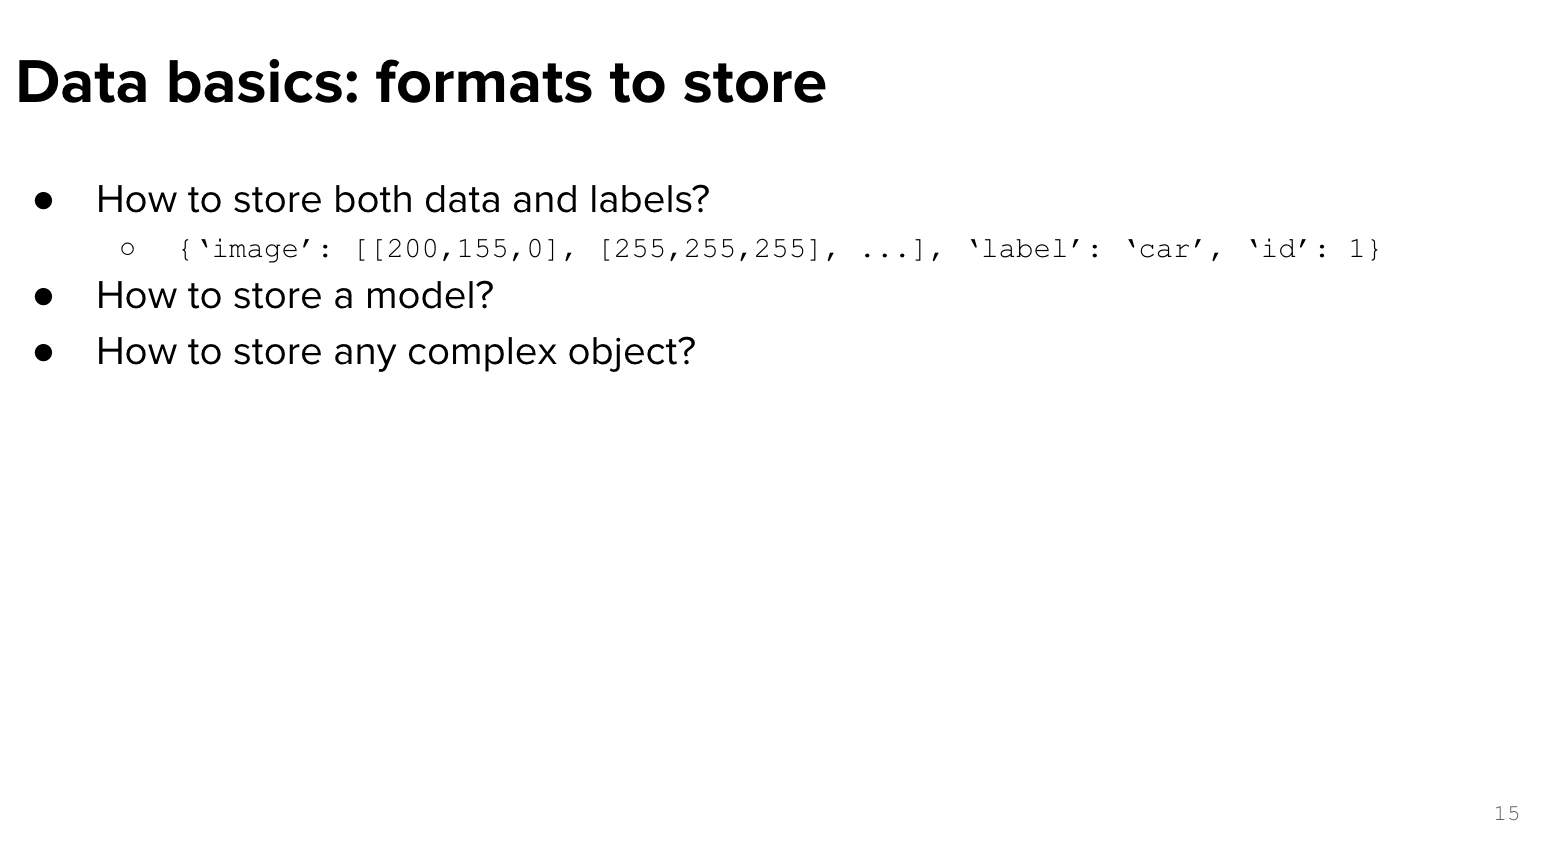 Data basics: formats to store
● How to store both data and labels?
○ {‘image’: [[200,155,0], [255,255,255], ...], ‘label’: ‘car’, ‘id’: 1}
● How to store a model?
● How to store any complex object?
15